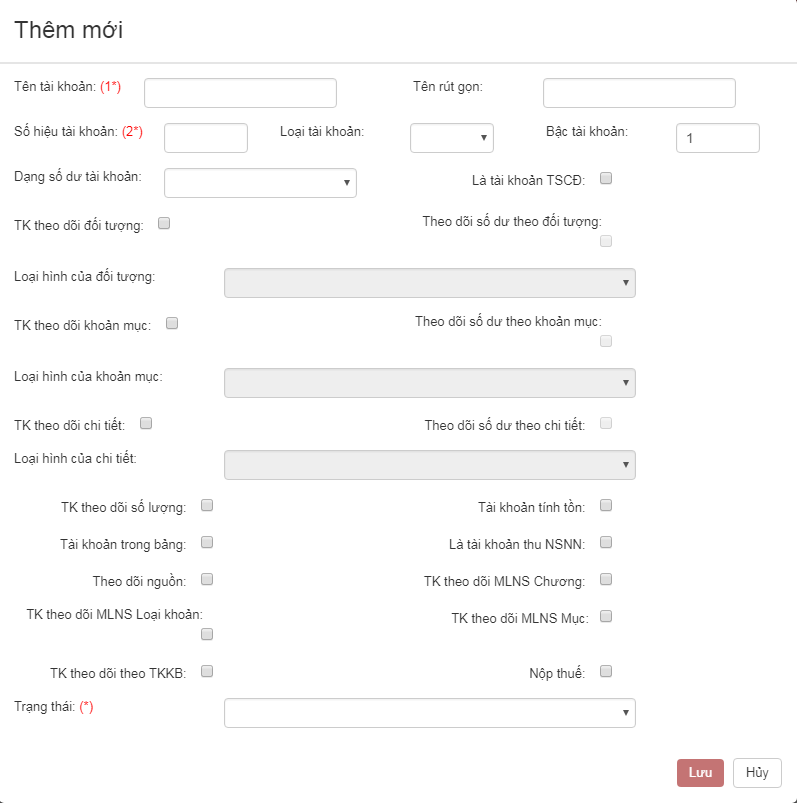 Thêm mới
Tên tài khoản: (1*) Tên rút gọn:
Số hiệu tài khoản: (2*) Loại tài khoản: Bậc tài khoản: 1
Dạng số dư tài khoản: Là tài khoản TSCĐ:
TK theo dõi đối tượng: Theo dõi số dư theo đối tượng:
Loại hình của đối tượng:
TK theo dõi khoản mục: Theo dõi số dư theo khoản mục:
Loại hình của khoản mục:
TK theo dõi chi tiết: Theo dõi số dư theo chi tiết:
Loại hình của chi tiết:
TK theo dõi số lượng: Tài khoản tính tồn:
Tài khoản trong bảng: Là tài khoản thu NSNN:
Theo dõi nguồn: TK theo dõi MLNS Chương:
TK theo dõi MLNS Loại khoản: TK theo dõi MLNS Mục:
TK theo dõi theo TKKB: Nộp thuế:
Trạng thái: (*)
Lưu Hủy